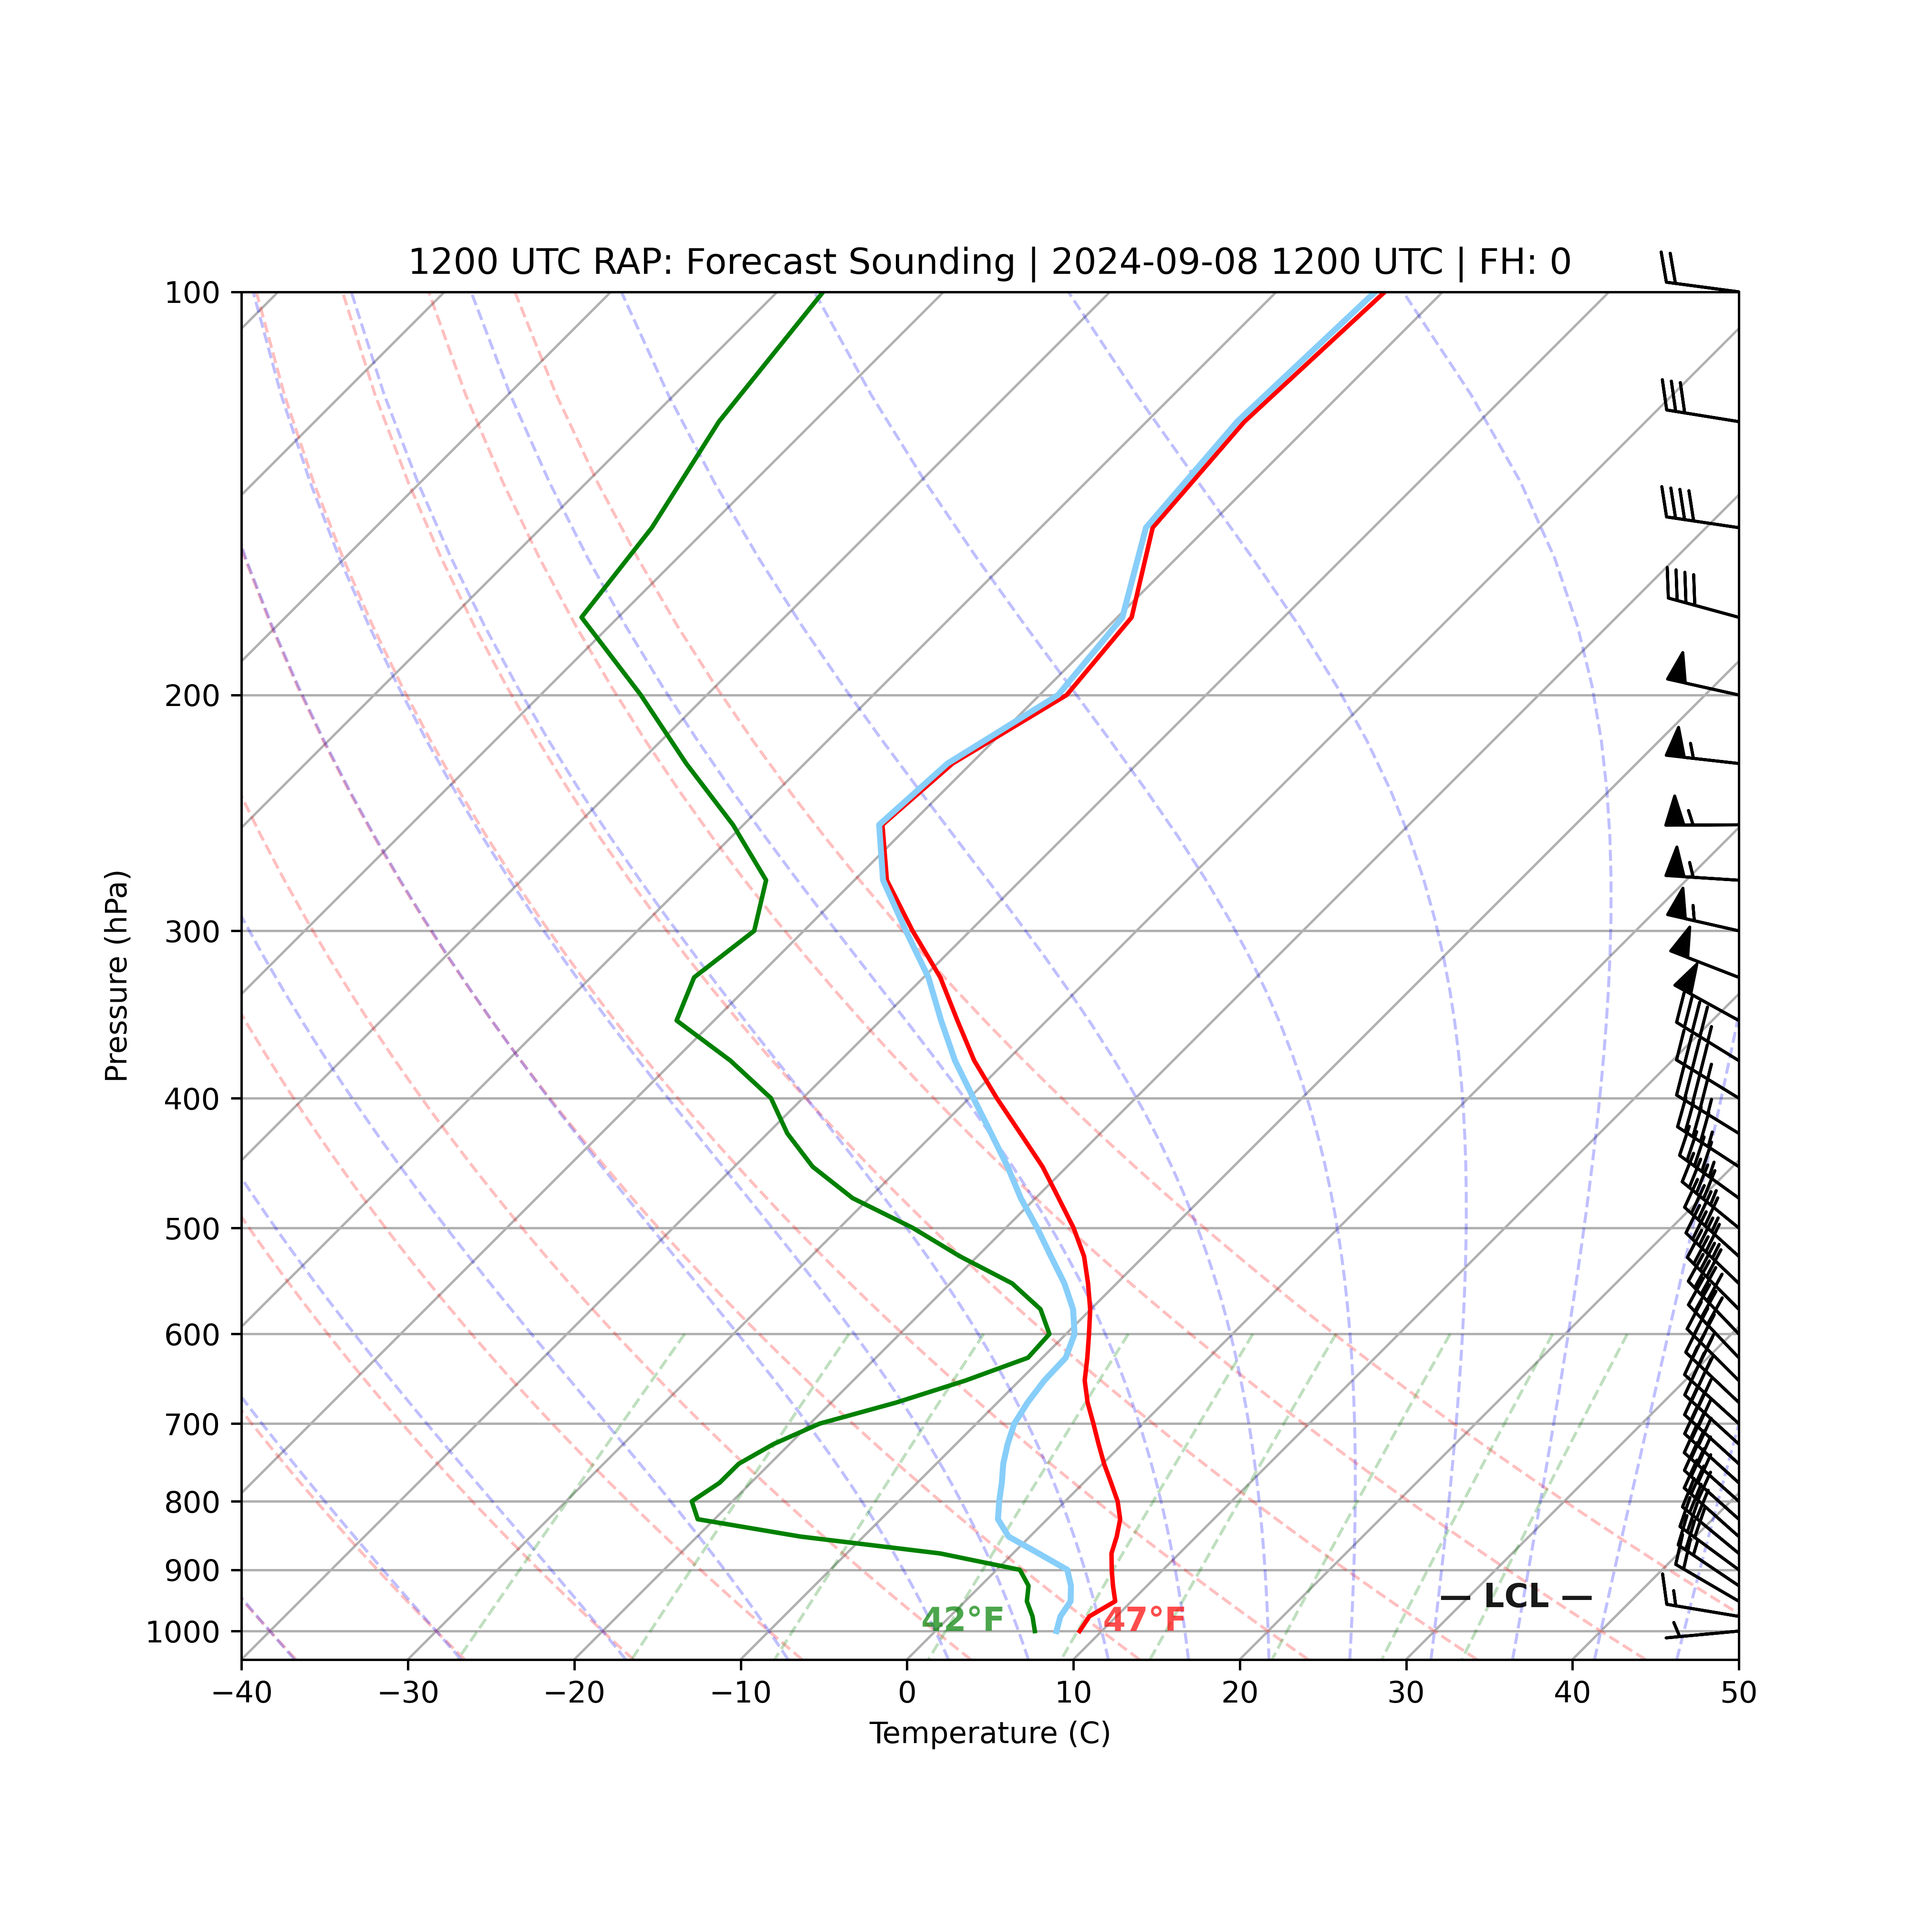 1200 UTC RAP: Forecast Sounding | 2024-09-08 1200 UTC | FH: 0
100
200
300
400
500
600
700
800
900
1000
Pressure (hPa)
42°F
47°F
— LCL —
−40 −30 −20 −10 0 10 20 30 40 50
Temperature (C)